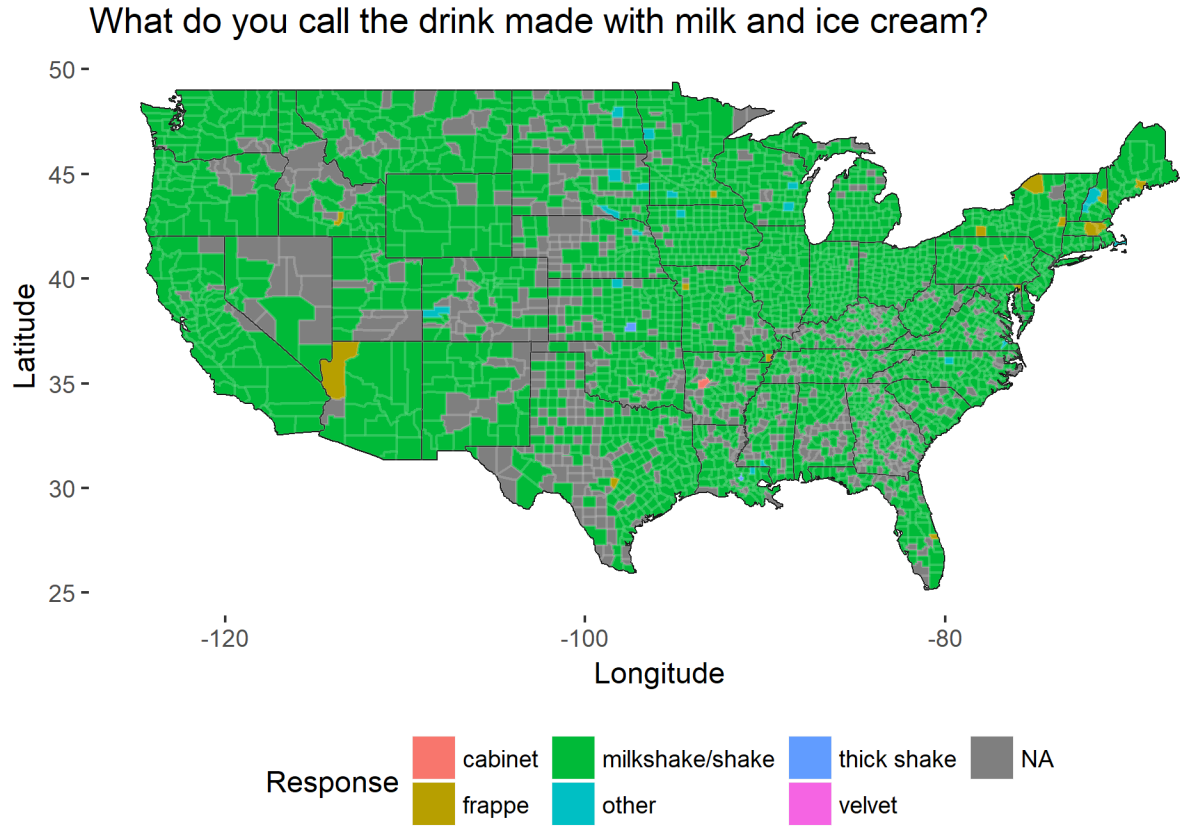 What do you call the drink made with milk and ice cream?
50
45
40
35
30
25
Latitude
-120
-100
-80
Longitude
Response
cabinet
milkshake/shake
thick shake
NA
frappe
other
velvet